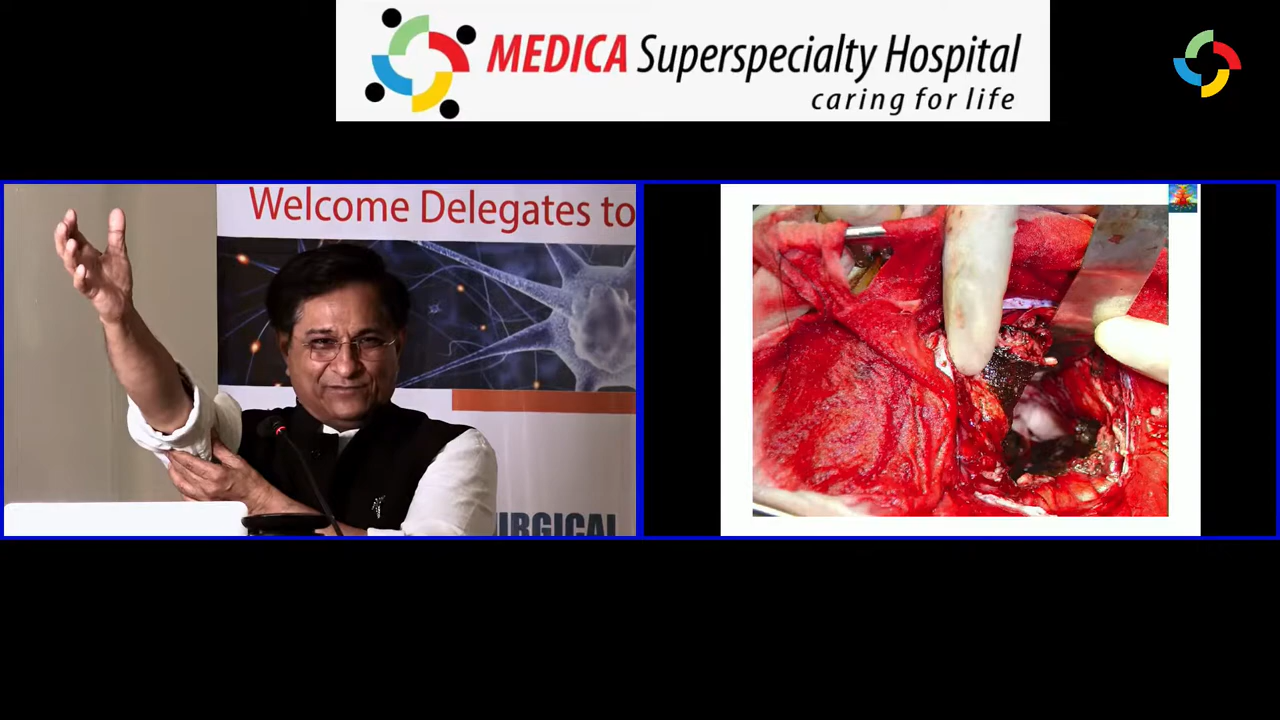 MEDICA Superspecialty Hospital
caring for life
Welcome Delegates to